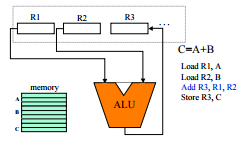 R1 R2 R3 ...
C=A+B
Load R1, A
Load R2, B
Add R3, R1, R2
Store R3, C
memory
A
B
C
ALU